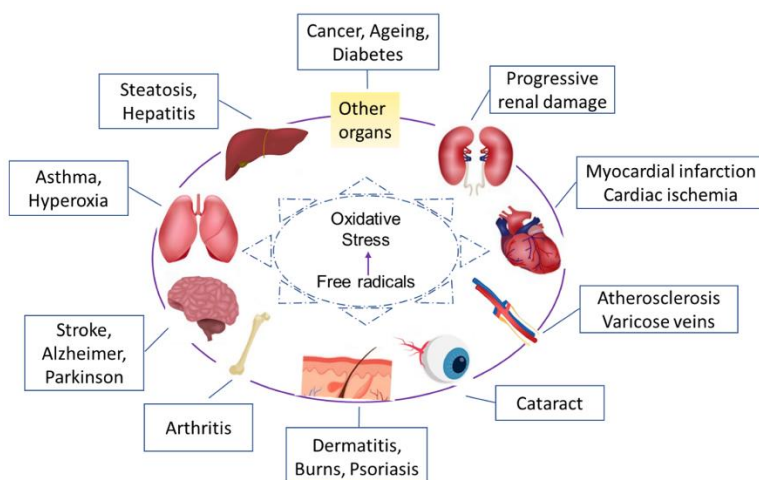 Cancer, Ageing,
Diabetes
Other
organs
Progressive
renal damage
Steatosis,
Hepatitis
Myocardial infarction
Cardiac ischemia
Asthma,
Hyperoxia
Oxidative
Stress
Free radicals
Atherosclerosis
Varicose veins
Stroke,
Alzheimer,
Parkinson
Cataract
Arthritis
Dermatitis,
Burns, Psoriasis